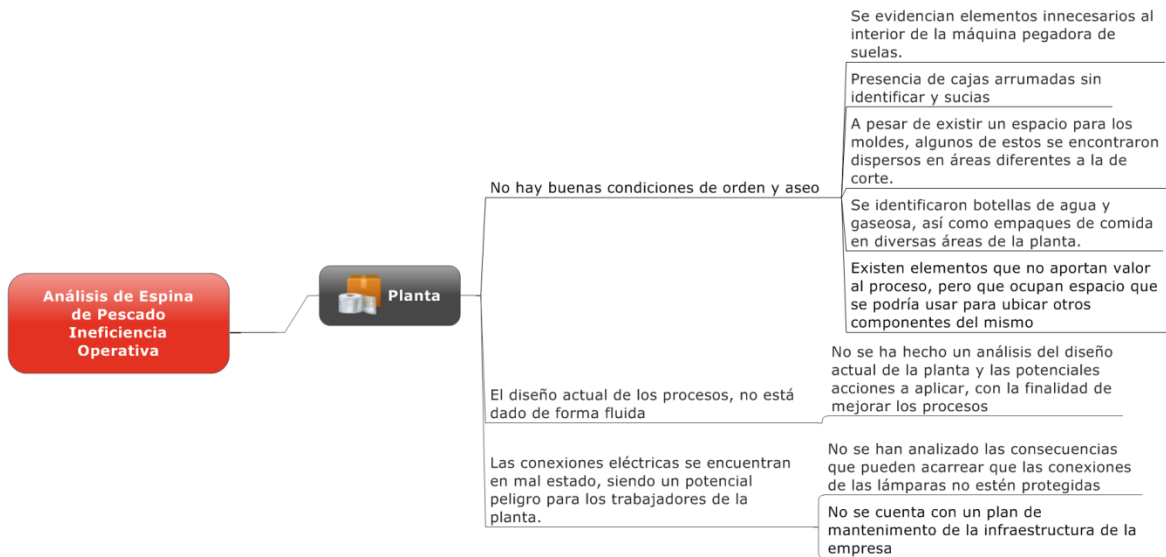 Análisis de Espina
de Pescado
Ineficiencia
Operativa
Planta
No hay buenas condiciones de orden y aseo
Se evidencian elementos innecesarios al
interior de la máquina pegadora de
suelas.
Presencia de cajas arrumadas sin
identificar y sucias
A pesar de existir un espacio para los
moldes, algunos de estos se encontraron
dispersos en áreas diferentes a la de
corte.
Se identificaron botellas de agua y
gaseosa, así como empaques de comida
en diversas áreas de la planta.
Existen elementos que no aportan valor
al proceso, pero que ocupan espacio que
se podría usar para ubicar otros
componentes del mismo
El diseño actual de los procesos, no está
dado de forma fluida
No se ha hecho un análisis del diseño
actual de la planta y las potenciales
acciones a aplicar, con la finalidad de
mejorar los procesos
Las conexiones eléctricas se encuentran
en mal estado, siendo un potencial
peligro para los trabajadores de la
planta.
No se han analizado las consecuencias
que pueden acarrear que las conexiones
de las lámparas no estén protegidas
No se cuenta con un plan de
mantenimento de la infraestructura de la
empresa